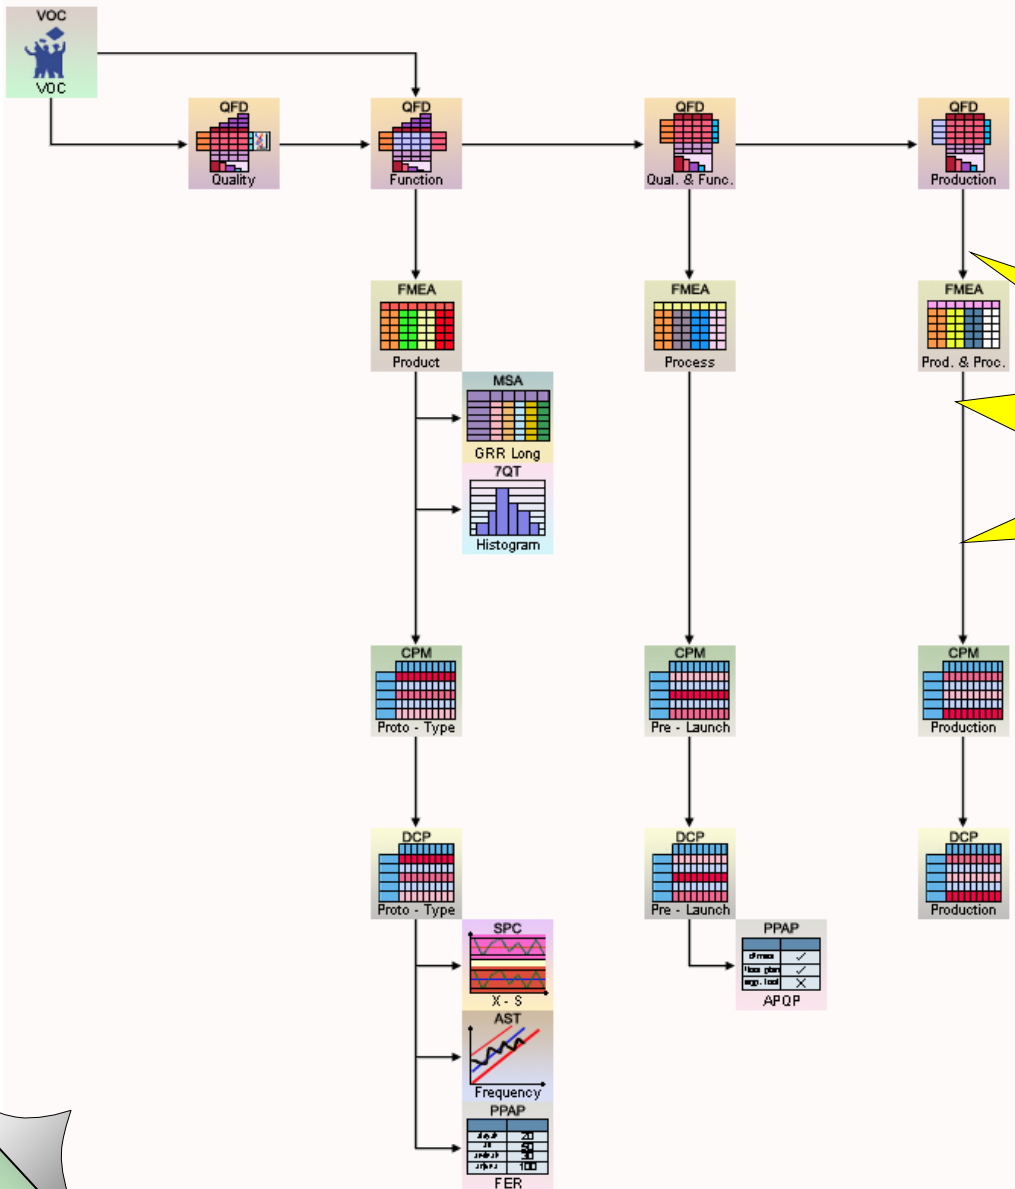 VOC
VOC
QFD
Quality
QFD
Function
QFD
Qual. & Func.
QFD
Production
FMEA
Product
FMEA
Process
FMEA
Prod. & Proc.
MSA
GRR Long
7QT
Histogram
CPM
Proto - Type
CPM
Pre - Launch
CPM
Production
DCP
Proto - Type
DCP
Pre - Launch
DCP
Production
SPC
X - S
PPAP
APQP
AST
Frequency
PPAP
20
30
100
FER